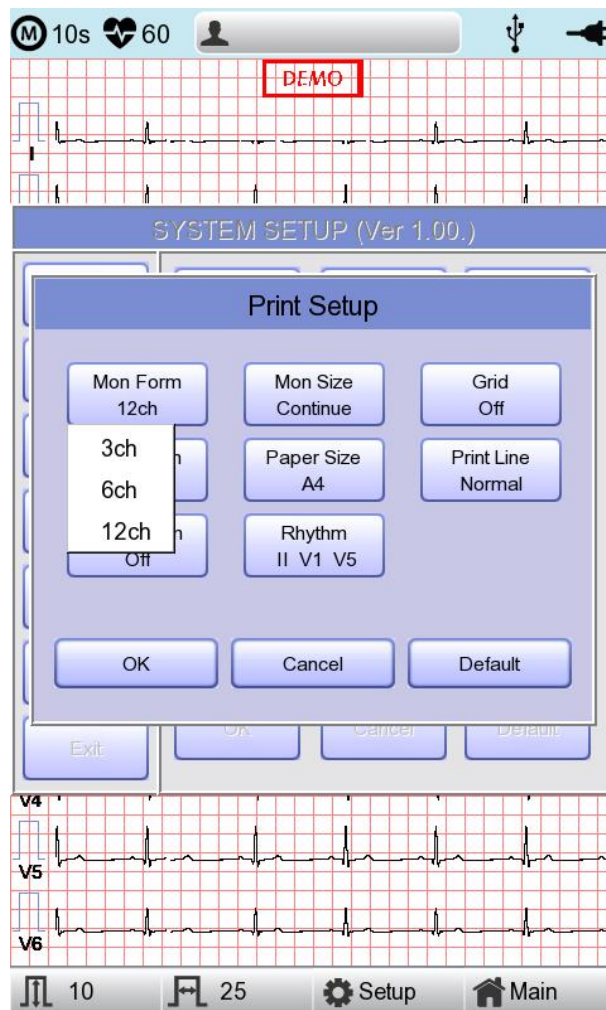 M 10s 60
DEMO
I
SYSTEM SETUP (Ver 1.00.)
Print Setup
Mon Form
12ch
Mon Size
Continue
Grid
Off
3ch
6ch
12ch
Paper Size
A4
Print Line
Normal
Off
Rhythm
II V1 V5
OK
Cancel
Default
Exit
OK
Cancel
Default
V4
V5
V6
10
25
Setup
Main